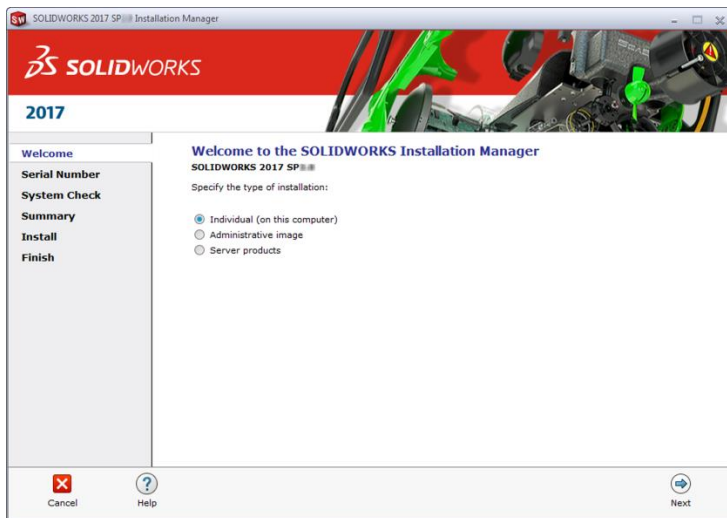 SOLIDWORKS 2017 SP Installation Manager
SOLIDWORKS
2017
Welcome
Serial Number
System Check
Summary
Install
Finish
Welcome to the SOLIDWORKS Installation Manager
SOLIDWORKS 2017 SP
Specify the type of installation:
Individual (on this computer)
Administrative image
Server products
Cancel
Help
Next